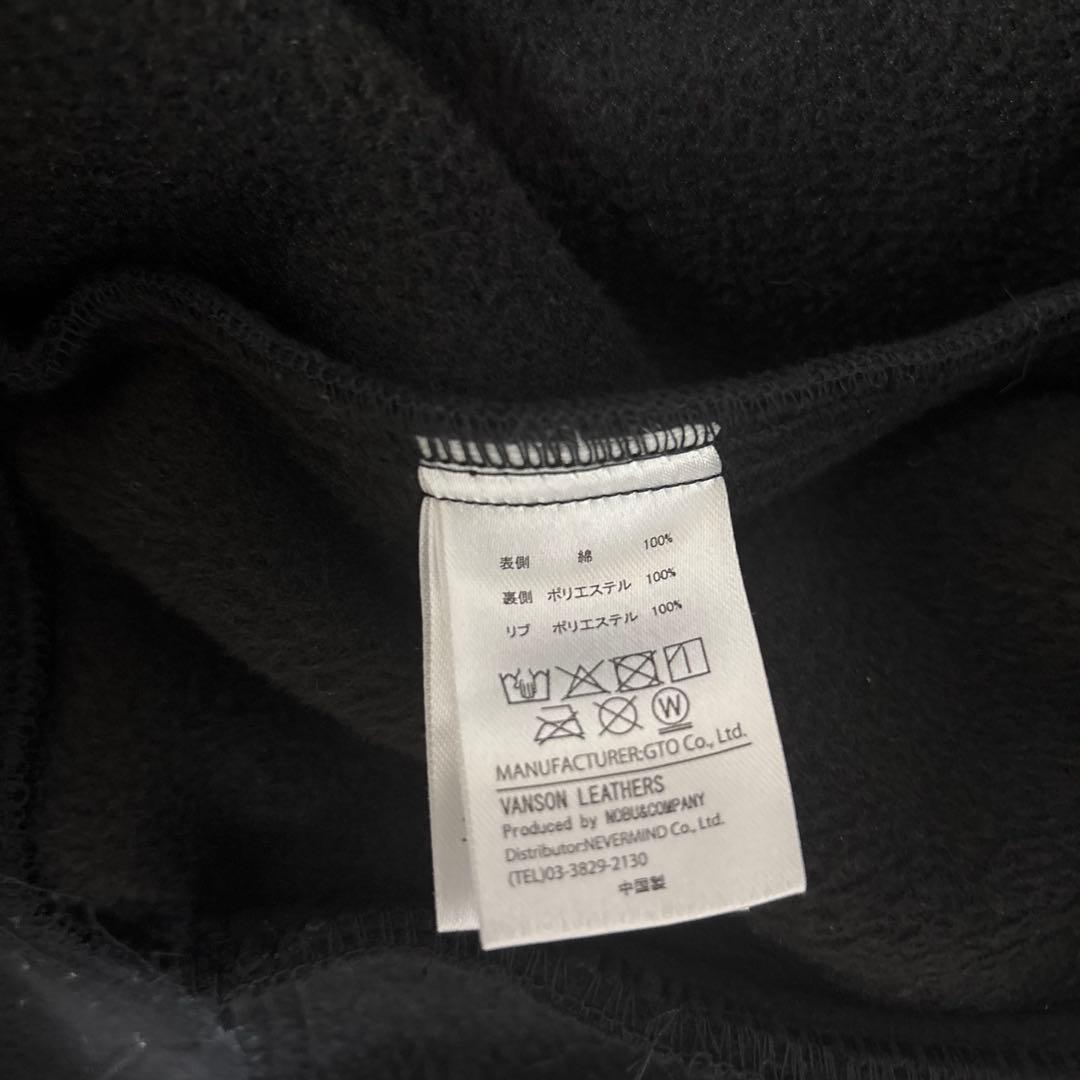 表側 綿 100%
裏側 ポリエステル 100%
リブ ポリエステル 100%
W
MANUFACTURER:GTO Co., Ltd.
VANSON LEATHERS
Produced by NOBU&COMPANY
Distributor:NEVERMIND Co., Ltd.
(TEL)03-3829-2130
中国製